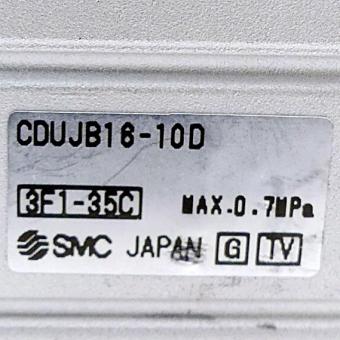 CDUJB16-10D
3F1-35C MAX.0.7MPa
SMC JAPAN G TV